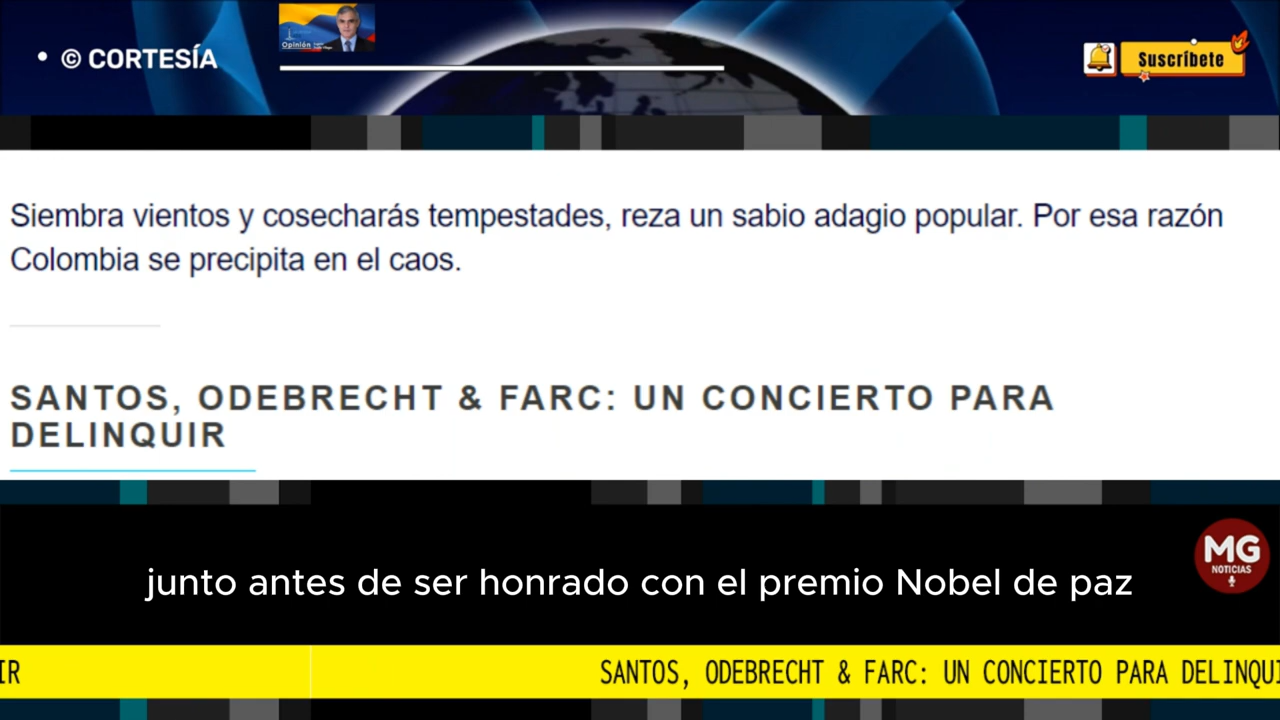 • © CORTESÍA
Opinión
Suscríbete
Siembra vientos y cosecharás tempestades, reza un sabio adagio popular. Por esa razón
Colombia se precipita en el caos.
SANTOS, ODEBRECHT & FARC: UN CONCIERTO PARA
DELINQUIR
MG
NOTICIAS
junto antes de ser honrado con el premio Nobel de paz
IR
SANTOS, ODEBRECHT & FARC: UN CONCIERTO PARA DELINQUI